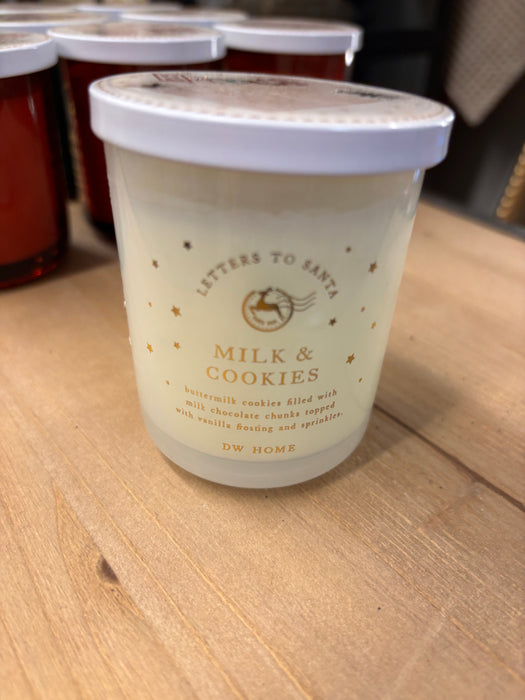 LETTERS TO SANTA
MILK &
COOKIES
buttermilk cookies filled with
milk chocolate chunks topped
with vanilla frosting and sprinkles.
DW HOME